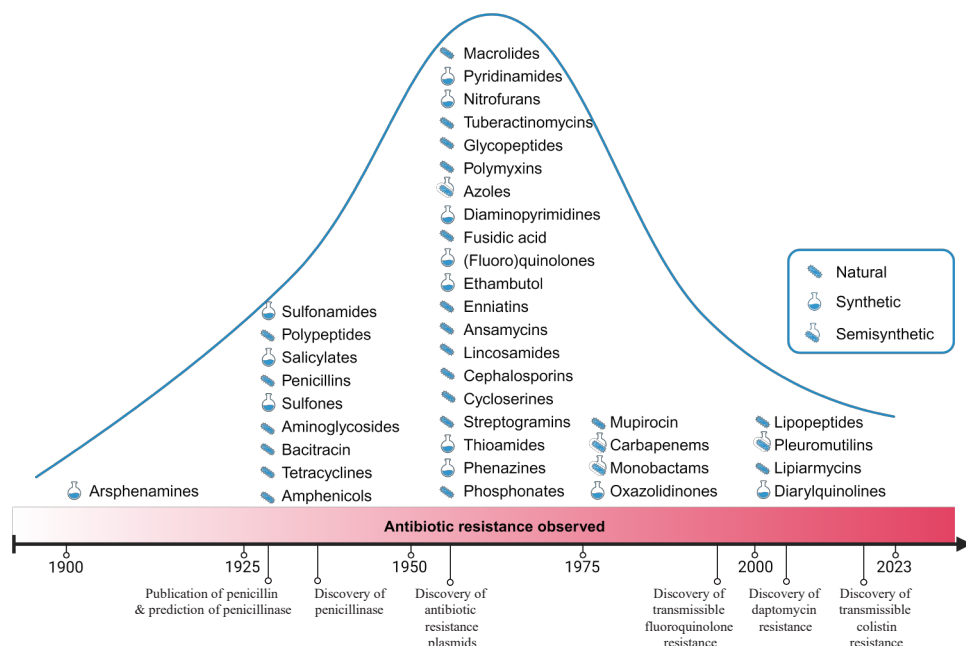 Macrolides
Pyridinamides
Nitrofurans
Tuberactinomycins
Glycopeptides
Polymyxins
Azoles
Diaminopyrimidines
Fusidic acid
(Fluoro)quinolones
Ethambutol
Enniatins
Ansamycins
Lincosamides
Cephalosporins
Cycloserines
Streptogramins
Thioamides
Phenazines
Phosphonates
Natural
Synthetic
Semisynthetic
Sulfonamides
Polypeptides
Salicylates
Penicillins
Sulfones
Aminoglycosides
Bacitracin
Tetracyclines
Amphenicols
Mupirocin
Carbapenems
Monobactams
Oxazolidinones
Lipopeptides
Pleuromutilins
Lipiarmycins
Diarylquinolines
Arsphenamines
Antibiotic resistance observed
1900
1925
1950
1975
2000
2023
Publication of penicillin
& prediction of penicillinase
Discovery of
penicillinase
Discovery of
antibiotic
resistance
plasmids
Discovery of
transmissible
fluoroquinolone
resistance
Discovery of
daptomycin
resistance
Discovery of
transmissible
colistin
resistance